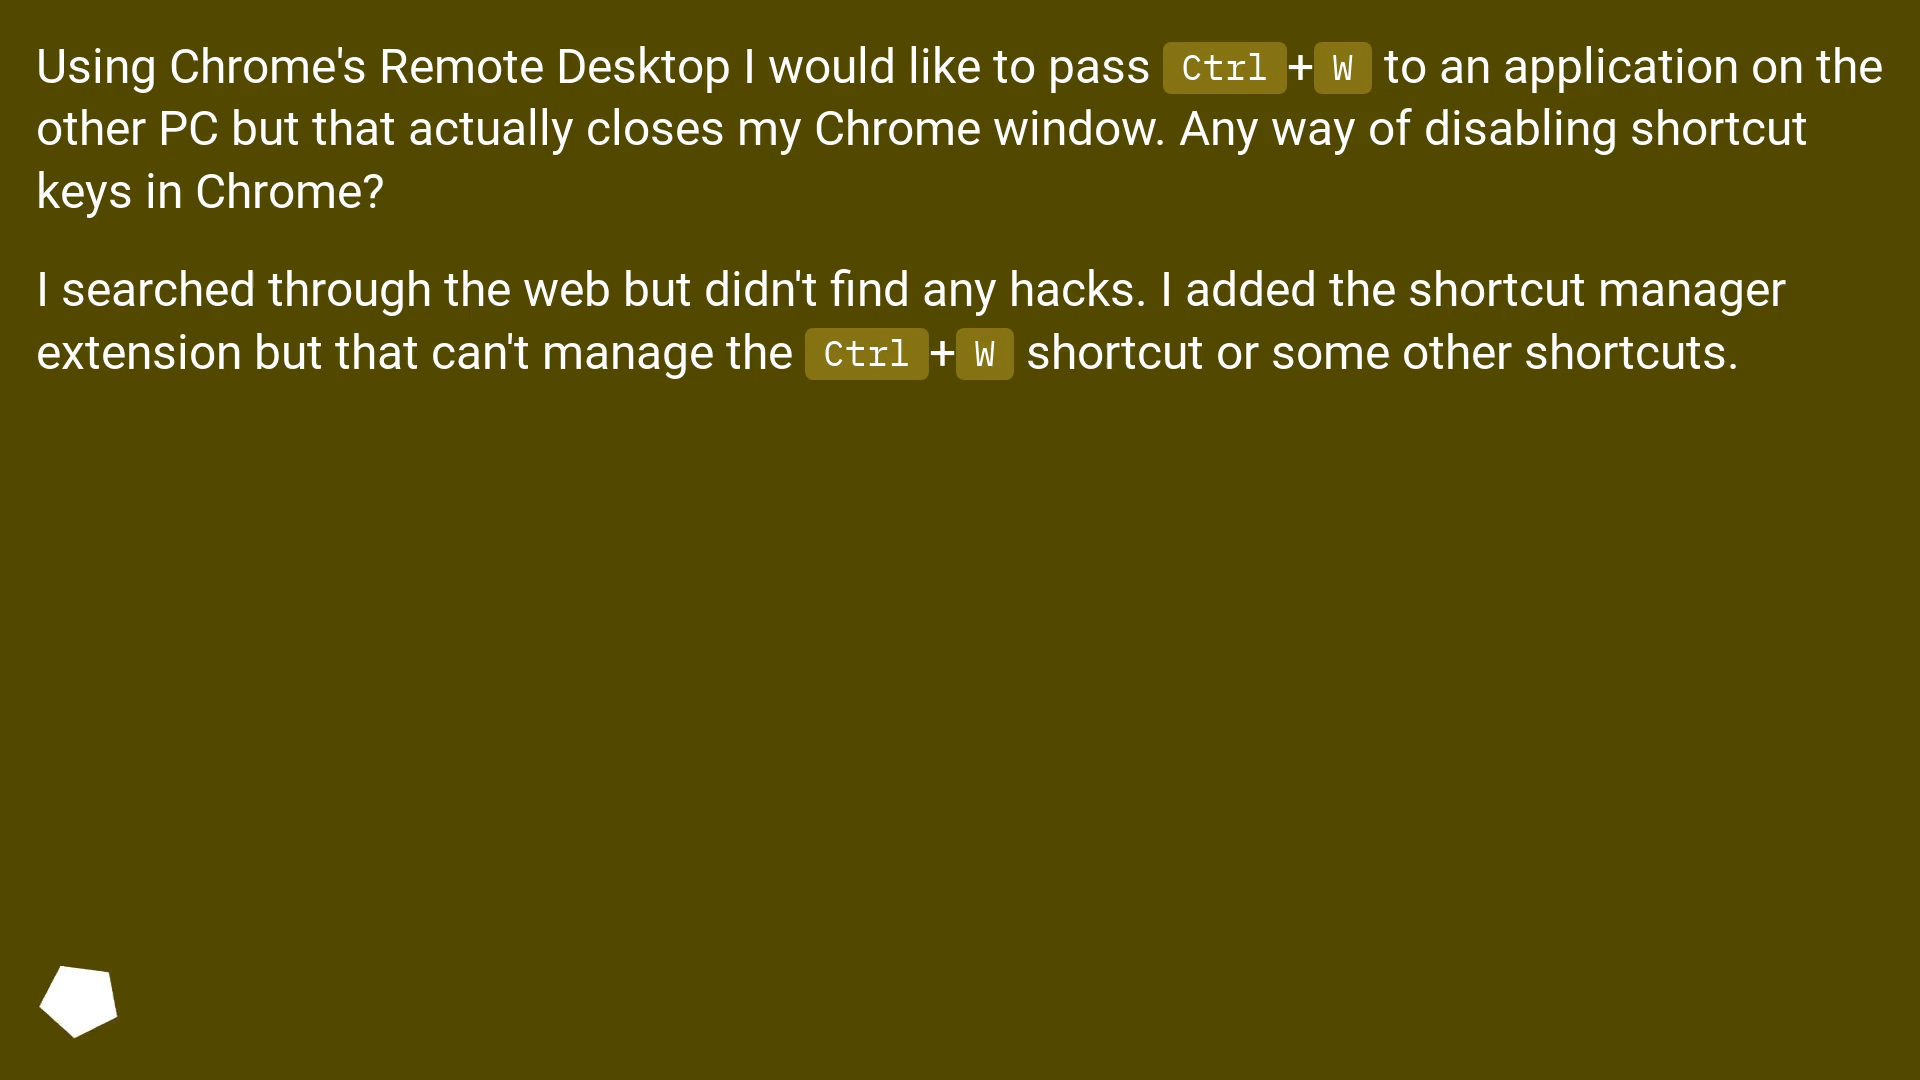 Using Chrome's Remote Desktop I would like to pass Ctrl+W to an application on the
other PC but that actually closes my Chrome window. Any way of disabling shortcut
keys in Chrome?
I searched through the web but didn't find any hacks. I added the shortcut manager
extension but that can't manage the Ctrl+W shortcut or some other shortcuts.